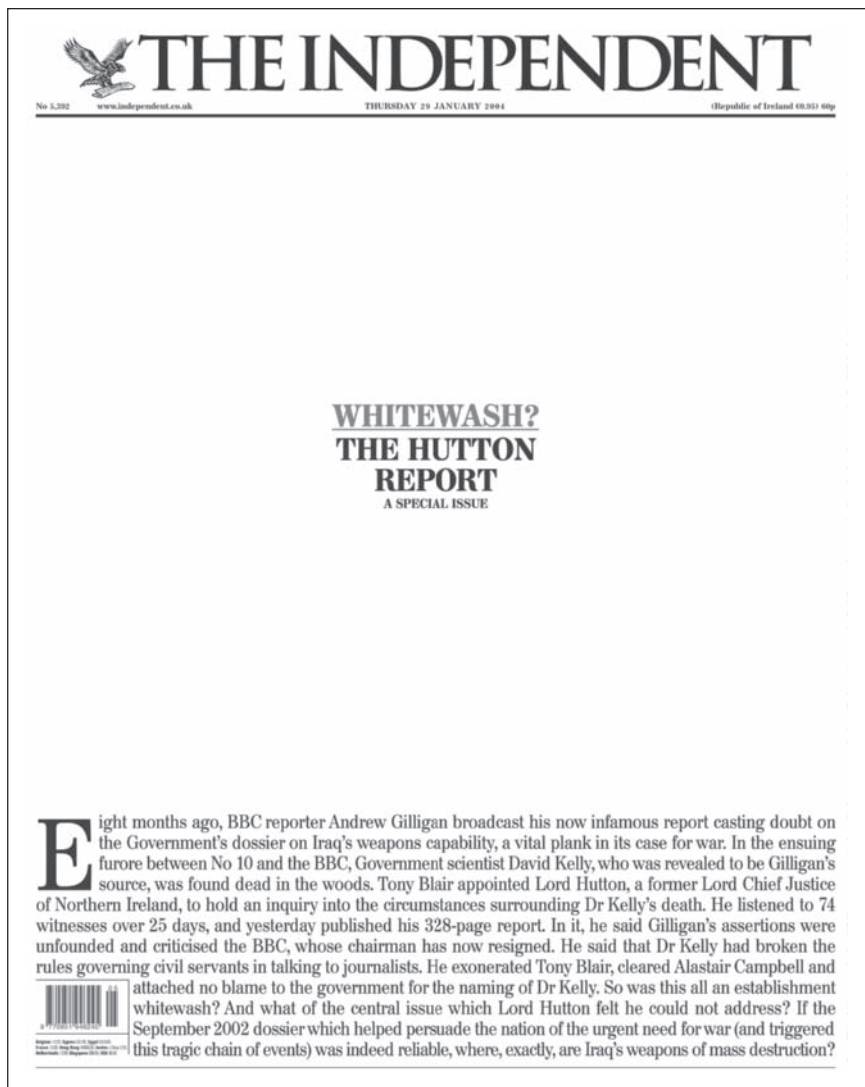 THE INDEPENDENT
No 5,392 www.independent.co.uk THURSDAY 29 JANUARY 2004 (Republic of Ireland €0.95) 60p
WHITEWASH?
THE HUTTON
REPORT
A SPECIAL ISSUE
Eight months ago, BBC reporter Andrew Gilligan broadcast his now infamous report casting doubt on
the Government's dossier on Iraq's weapons capability, a vital plank in its case for war. In the ensuing
furore between No 10 and the BBC, Government scientist David Kelly, who was revealed to be Gilligan's
source, was found dead in the woods. Tony Blair appointed Lord Hutton, a former Lord Chief Justice
of Northern Ireland, to hold an inquiry into the circumstances surrounding Dr Kelly's death. He listened to 74
witnesses over 25 days, and yesterday published his 328-page report. In it, he said Gilligan's assertions were
unfounded and criticised the BBC, whose chairman has now resigned. He said that Dr Kelly had broken the
rules governing civil servants in talking to journalists. He exonerated Tony Blair, cleared Alastair Campbell and
attached no blame to the government for the naming of Dr Kelly. So was this all an establishment
whitewash? And what of the central issue which Lord Hutton felt he could not address? If the
September 2002 dossier which helped persuade the nation of the urgent need for war (and triggered
this tragic chain of events) was indeed reliable, where, exactly, are Iraq's weapons of mass destruction?